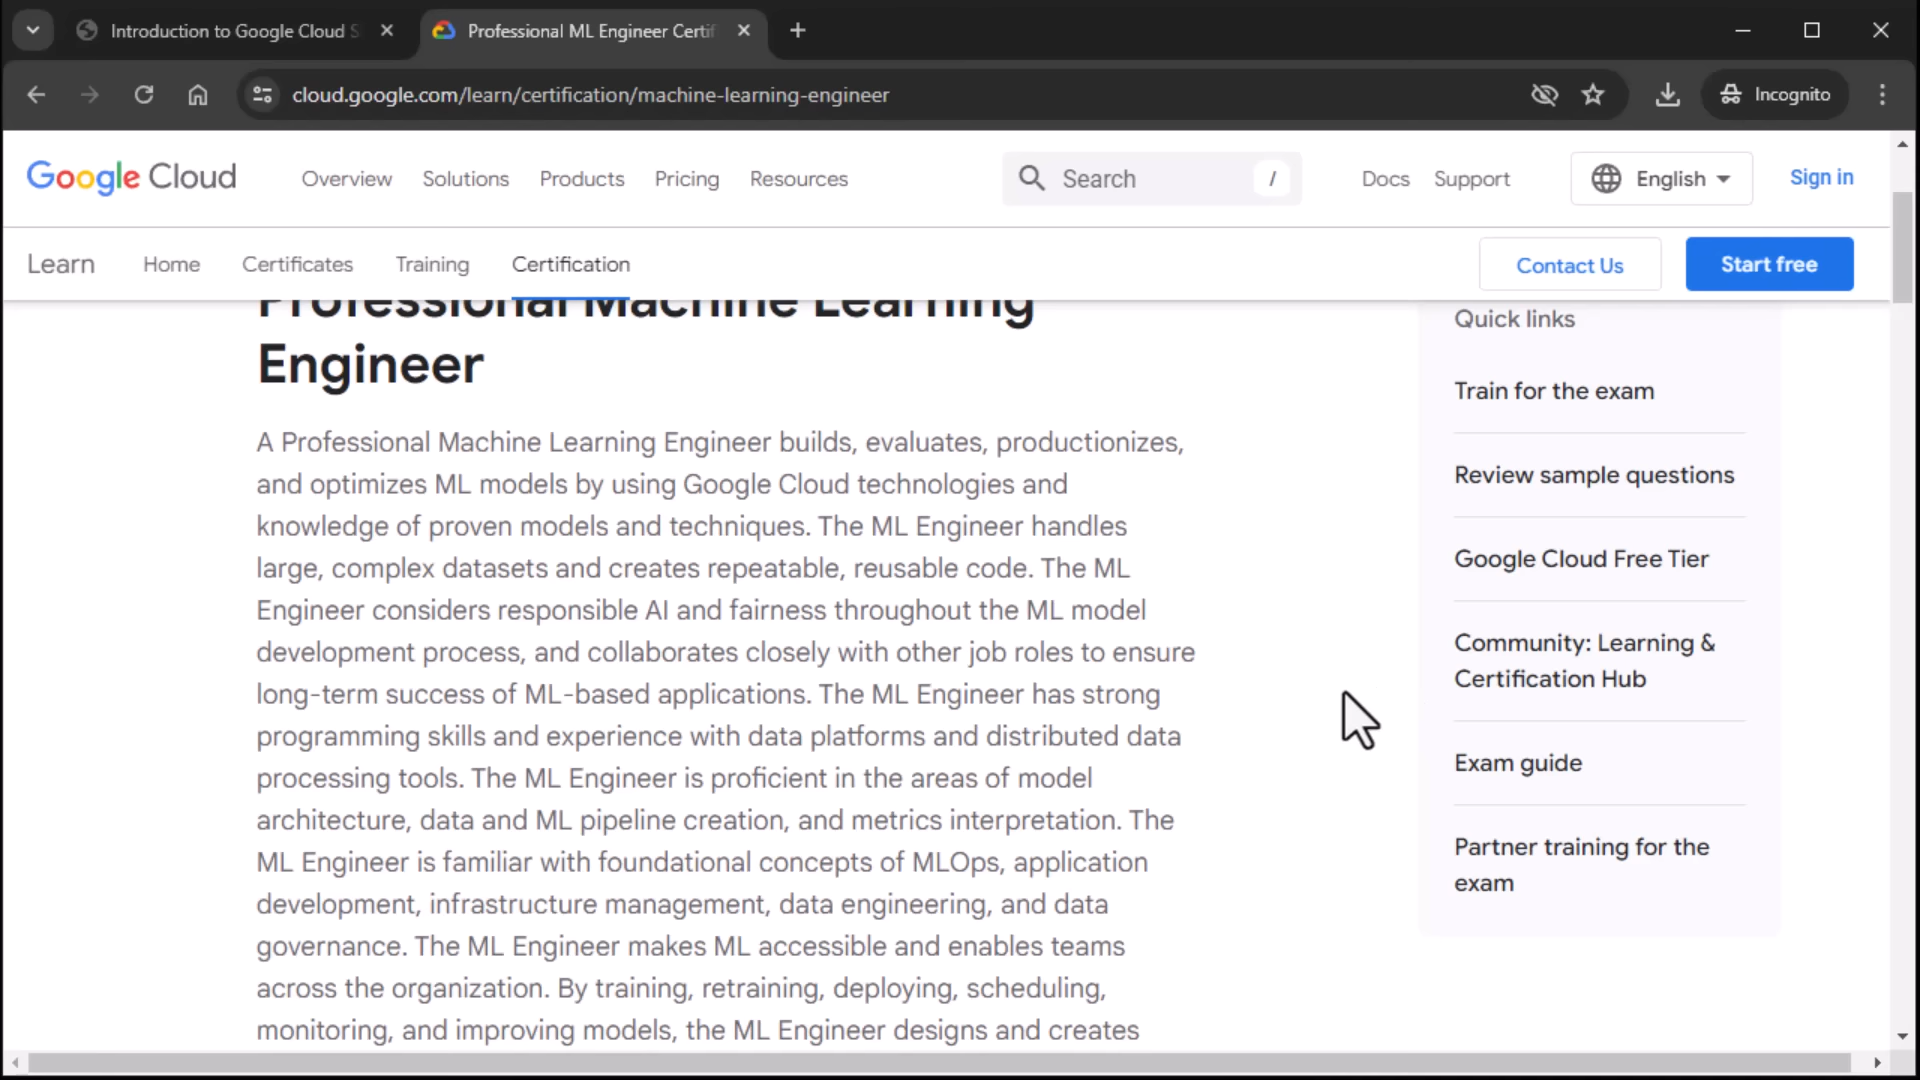 Introduction to Google Cloud S
Professional ML Engineer Certif
cloud.google.com/learn/certification/machine-learning-engineer
Incognito
Google Cloud
Overview Solutions Products Pricing Resources
Search /
Docs Support
English
Sign in
Learn Home Certificates Training Certification
Contact Us
Start free
Professional Machine Learning
Engineer
A Professional Machine Learning Engineer builds, evaluates, productionizes,
and optimizes ML models by using Google Cloud technologies and
knowledge of proven models and techniques. The ML Engineer handles
large, complex datasets and creates repeatable, reusable code. The ML
Engineer considers responsible AI and fairness throughout the ML model
development process, and collaborates closely with other job roles to ensure
long-term success of ML-based applications. The ML Engineer has strong
programming skills and experience with data platforms and distributed data
processing tools. The ML Engineer is proficient in the areas of model
architecture, data and ML pipeline creation, and metrics interpretation. The
ML Engineer is familiar with foundational concepts of MLOps, application
development, infrastructure management, data engineering, and data
governance. The ML Engineer makes ML accessible and enables teams
across the organization. By training, retraining, deploying, scheduling,
monitoring, and improving models, the ML Engineer designs and creates
Quick links
Train for the exam
Review sample questions
Google Cloud Free Tier
Community: Learning &
Certification Hub
Exam guide
Partner training for the
exam